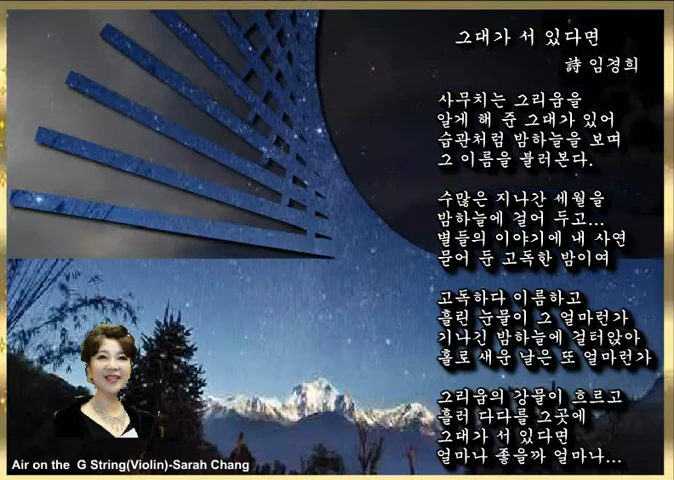 그대가 서 있다면
詩 임경희
사무치는 그리움을
알게 해 준 그대가 있어
습관처럼 밤하늘을 보며
그 이름을 불러본다.
수많은 지나간 세월을
밤하늘에 걸어 두고...
별들의 이야기에 내 사연
묻어 둔 고독한 밤이여
고독하다 이름하고
흘린 눈물이 그 얼마런가
기나긴 밤하늘에 걸터앉아
홀로 새운 날은 또 얼마런가
그리움의 강물이 흐르고
흘러 다다를 그곳에
그대가 서 있다면
얼마나 좋을까 얼마나...
Air on the G String(Violin)-Sarah Chang